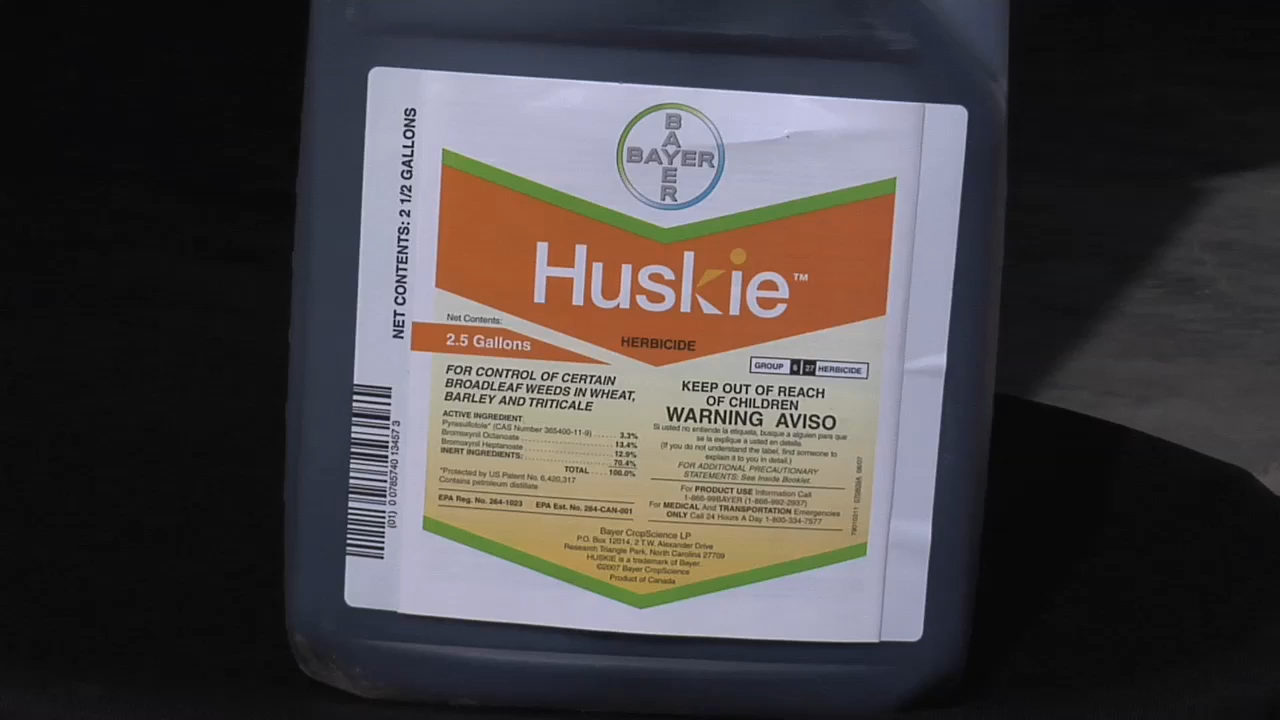 BAYER
BAYER
NET CONTENTS: 2 1/2 GALLONS
Huskie™
HERBICIDE
Net Contents:
2.5 Gallons
GROUP 6 27 HERBICIDE
FOR CONTROL OF CERTAIN
BROADLEAF WEEDS IN WHEAT,
BARLEY AND TRITICALE
ACTIVE INGREDIENT:
Pyrasulfotole* (CAS Number 365400-11-9) 3.3%
Bromoxynil Octanoate 13.4%
Bromoxynil Heptanoate 12.9%
INERT INGREDIENTS: 70.4%
TOTAL 100.0%
*Protected by US Patent No. 6,420,317
Contains petroleum distillate
EPA Reg. No. 264-1023 EPA Est. No. 264-CAN-001
KEEP OUT OF REACH
OF CHILDREN
WARNING AVISO
Si usted no entiende la etiqueta, busque a alguien para que
se la explique a usted en detalle.
(If you do not understand the label, find someone to
explain it to you in detail.)
FOR ADDITIONAL PRECAUTIONARY
STATEMENTS: See Inside Booklet.
For PRODUCT USE Information Call
1-866-99BAYER (1-866-992-2937)
For MEDICAL And TRANSPORTATION Emergencies
ONLY Call 24 Hours A Day 1-800-334-7577
Bayer CropScience LP
P.O. Box 12014, 2 T.W. Alexander Drive
Research Triangle Park, North Carolina 27709
HUSKIE is a trademark of Bayer.
©2007 Bayer CropScience
Product of Canada
(01) 0 0785740 13457 3